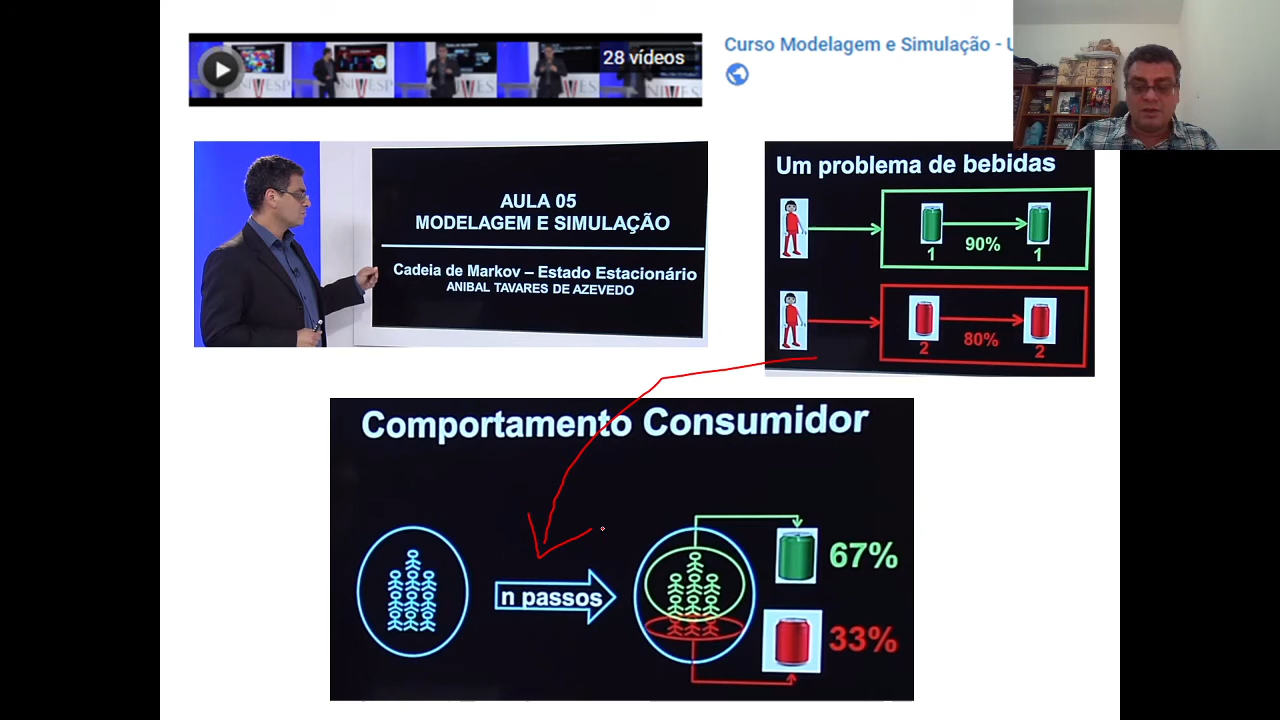 28 vídeos
Curso Modelagem e Simulação - U
AULA 05
MODELAGEM E SIMULAÇÃO
Cadeia de Markov – Estado Estacionário
ANIBAL TAVARES DE AZEVEDO
Um problema de bebidas
90%
1 1
80%
2 2
Comportamento Consumidor
n passos
67%
33%